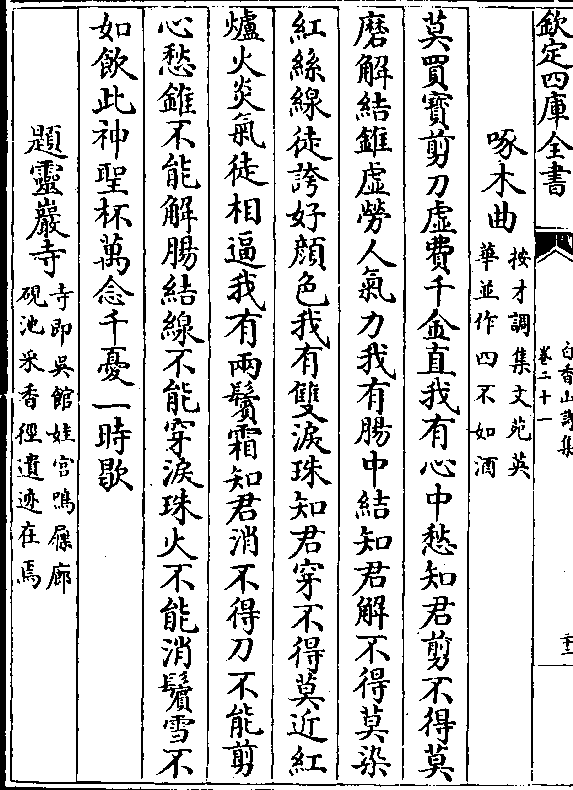 欽定四庫全書
白香山詩集
卷二十一
啄木曲
按才調集文苑英
華並作四不如酒
莫買寶剪刀虛費千金直我有心中愁知君剪不得莫
磨解結錐虛勞人氣力我有腸中結知君解不得莫染
紅絲線徒誇好顔色我有雙淚珠知君穿不得莫近紅
爐火炎氣徒相逼我有兩鬢霜知君消不得刀不能剪
心愁錐不能解腸結線不能穿淚珠火不能消鬢雪不
如飲此神聖杯萬念千憂一時歇
題靈巖寺
寺即吳館娃宮鳴屧廊
硯池采香徑遺迹在焉